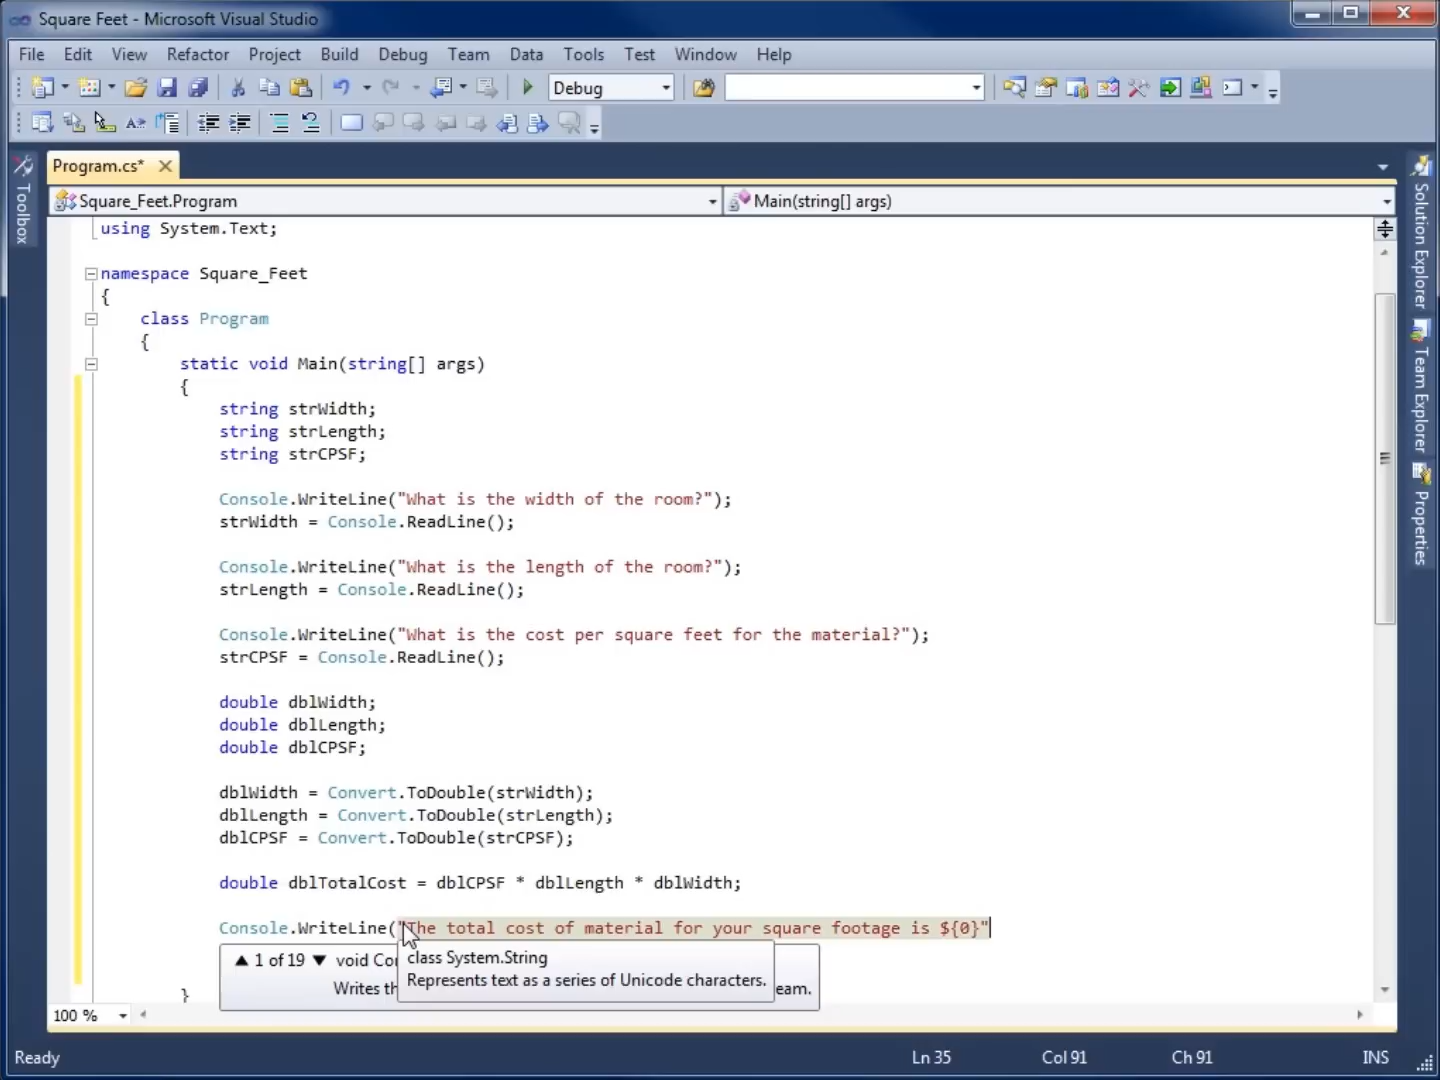 Square Feet - Microsoft Visual Studio
File Edit View Refactor Project Build Debug Team Data Tools Test Window Help
Debug
Program.cs*
Square_Feet.Program
Main(string[] args)
using System.Text;
namespace Square_Feet
{
class Program
{
static void Main(string[] args)
{
string strWidth;
string strLength;
string strCPSF;
Console.WriteLine("What is the width of the room?");
strWidth = Console.ReadLine();
Console.WriteLine("What is the length of the room?");
strLength = Console.ReadLine();
Console.WriteLine("What is the cost per square feet for the material?");
strCPSF = Console.ReadLine();
double dblWidth;
double dblLength;
double dblCPSF;
dblWidth = Convert.ToDouble(strWidth);
dblLength = Convert.ToDouble(strLength);
dblCPSF = Convert.ToDouble(strCPSF);
double dblTotalCost = dblCPSF * dblLength * dblWidth;
Console.WriteLine("The total cost of material for your square footage is ${0}"
1 of 19 void Co
class System.String
Represents text as a series of Unicode characters.
Writes th
eam.
}
100 %
Ready
Ln 35 Col 91 Ch 91 INS
Toolbox
Solution Explorer
Team Explorer
Properties